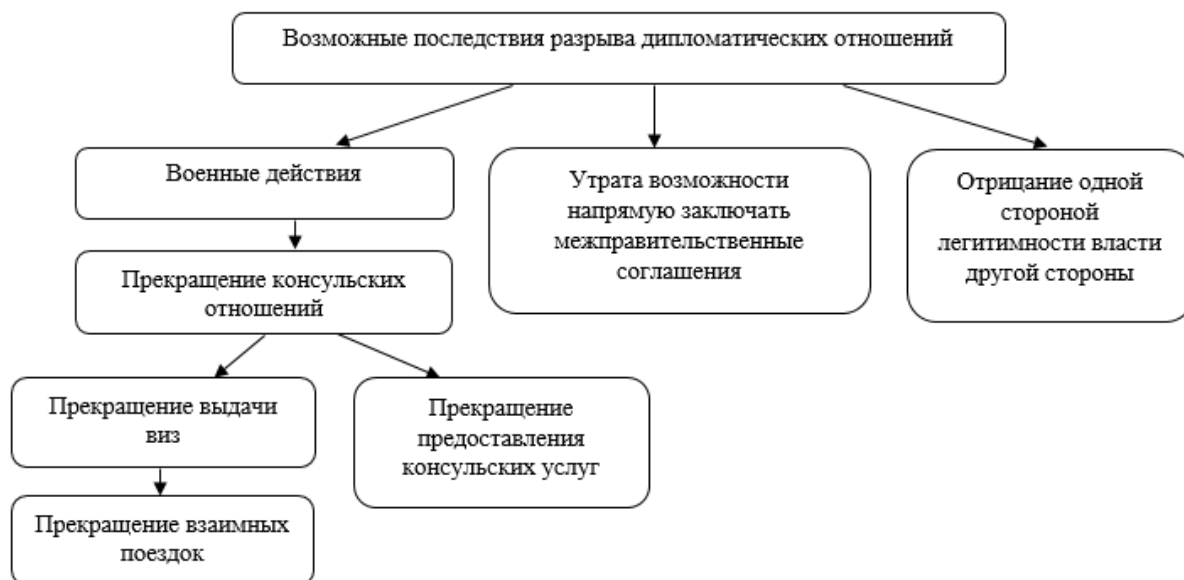 Возможные последствия разрыва дипломатических отношений
Военные действия
Утрата возможности
напрямую заключать
межправительственные
соглашения
Отрицание одной
стороной
легитимности власти
другой стороны
Прекращение консульских
отношений
Прекращение выдачи
виз
Прекращение
предоставления
консульских услуг
Прекращение взаимных
поездок